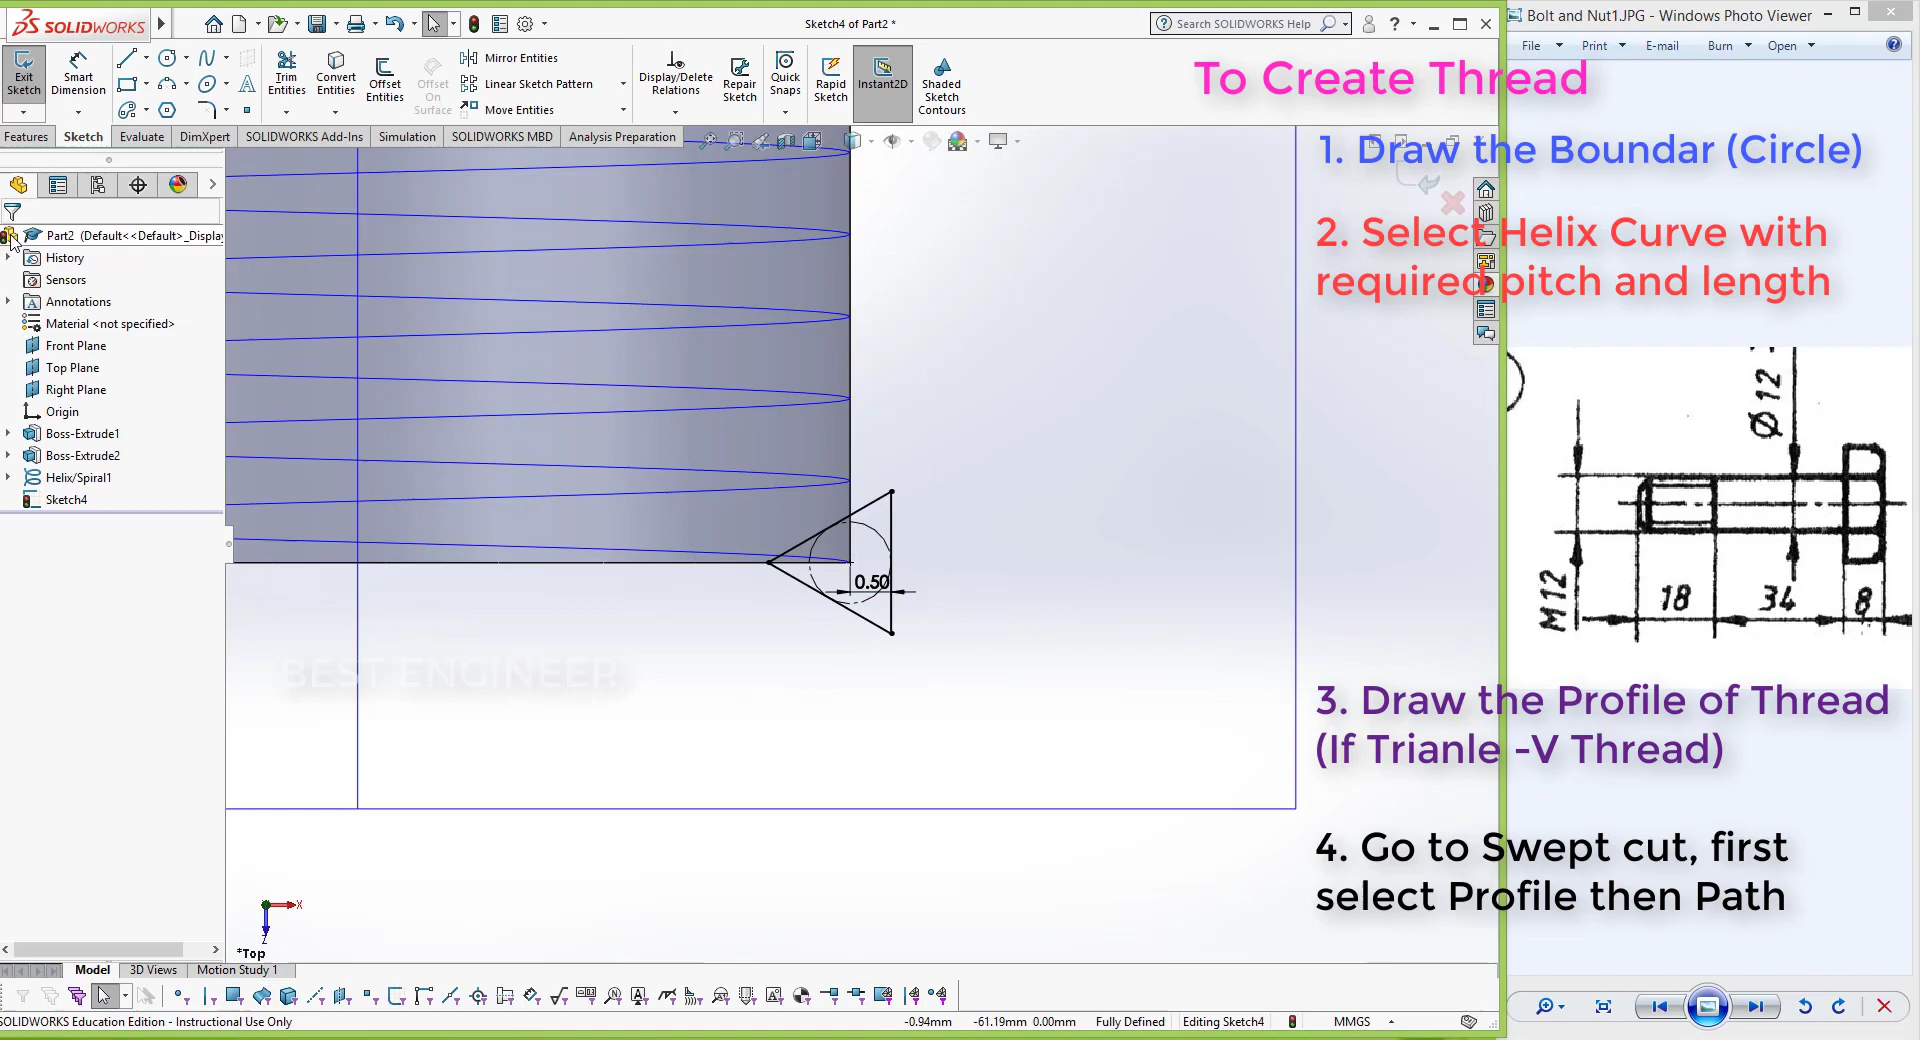 SOLIDWORKS
Sketch4 of Part2 *
Search SOLIDWORKS Help
Bolt and Nut1.JPG - Windows Photo Viewer
File
Print
E-mail
Burn
Open
Exit Sketch
Smart Dimension
Trim Entities
Convert Entities
Offset Entities
Offset On Surface
Mirror Entities
Linear Sketch Pattern
Move Entities
Display/Delete Relations
Repair Sketch
Quick Snaps
Rapid Sketch
Instant2D
Shaded Sketch Contours
Features
Sketch
Evaluate
DimXpert
SOLIDWORKS Add-Ins
Simulation
SOLIDWORKS MBD
Analysis Preparation
To Create Thread
1. Draw the Boundar (Circle)
2. Select Helix Curve with
required pitch and length
Part2 (Default<<Default>_Display
History
Sensors
Annotations
Material <not specified>
Front Plane
Top Plane
Right Plane
Origin
Boss-Extrude1
Boss-Extrude2
Helix/Spiral1
Sketch4
0.50
Ø12
M12
18
34
8
BEST ENGINEER
3. Draw the Profile of Thread
(If Trianle -V Thread)
4. Go to Swept cut, first
select Profile then Path
X
Z
*Top
Model
3D Views
Motion Study 1
SOLIDWORKS Education Edition - Instructional Use Only
-0.94mm
-61.19mm
0.00mm
Fully Defined
Editing Sketch4
MMGS